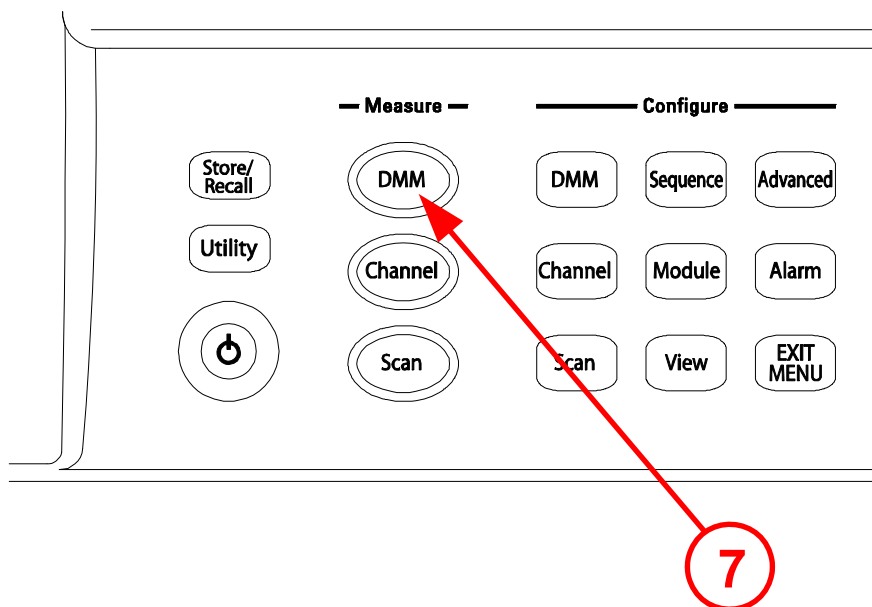 Measure
Configure
Store/
Recall
DMM
DMM
Sequence
Advanced
Utility
Channel
Channel
Module
Alarm
Scan
Scan
View
EXIT
MENU
7